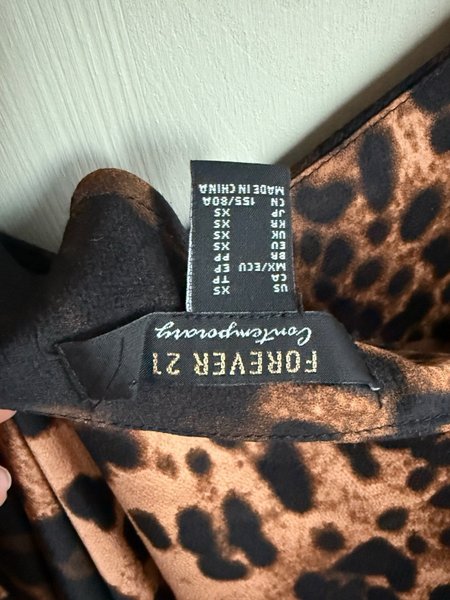 FOREVER 21
Contemporary
US XS
CA TP
MX/ECU EP
BR PP
EU XS
UK XS
KR XS
JP XS
CN 155/80A
MADE IN CHINA